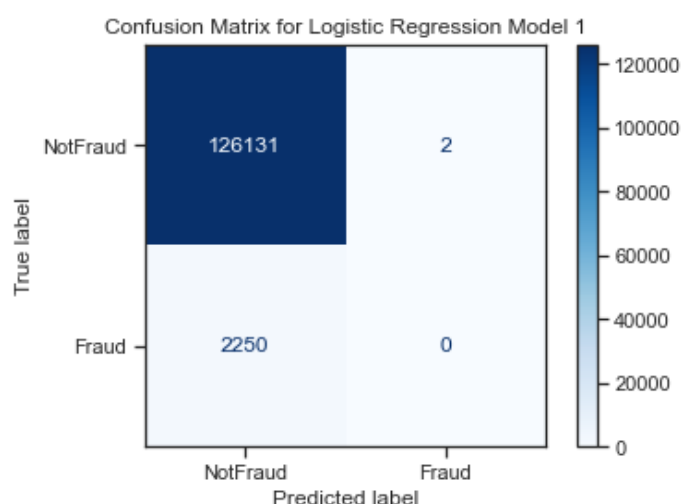 Confusion Matrix for Logistic Regression Model 1
True label
NotFraud
126131 2
Fraud
2250 0
NotFraud Fraud
Predicted label
120000
100000
80000
60000
40000
20000
0